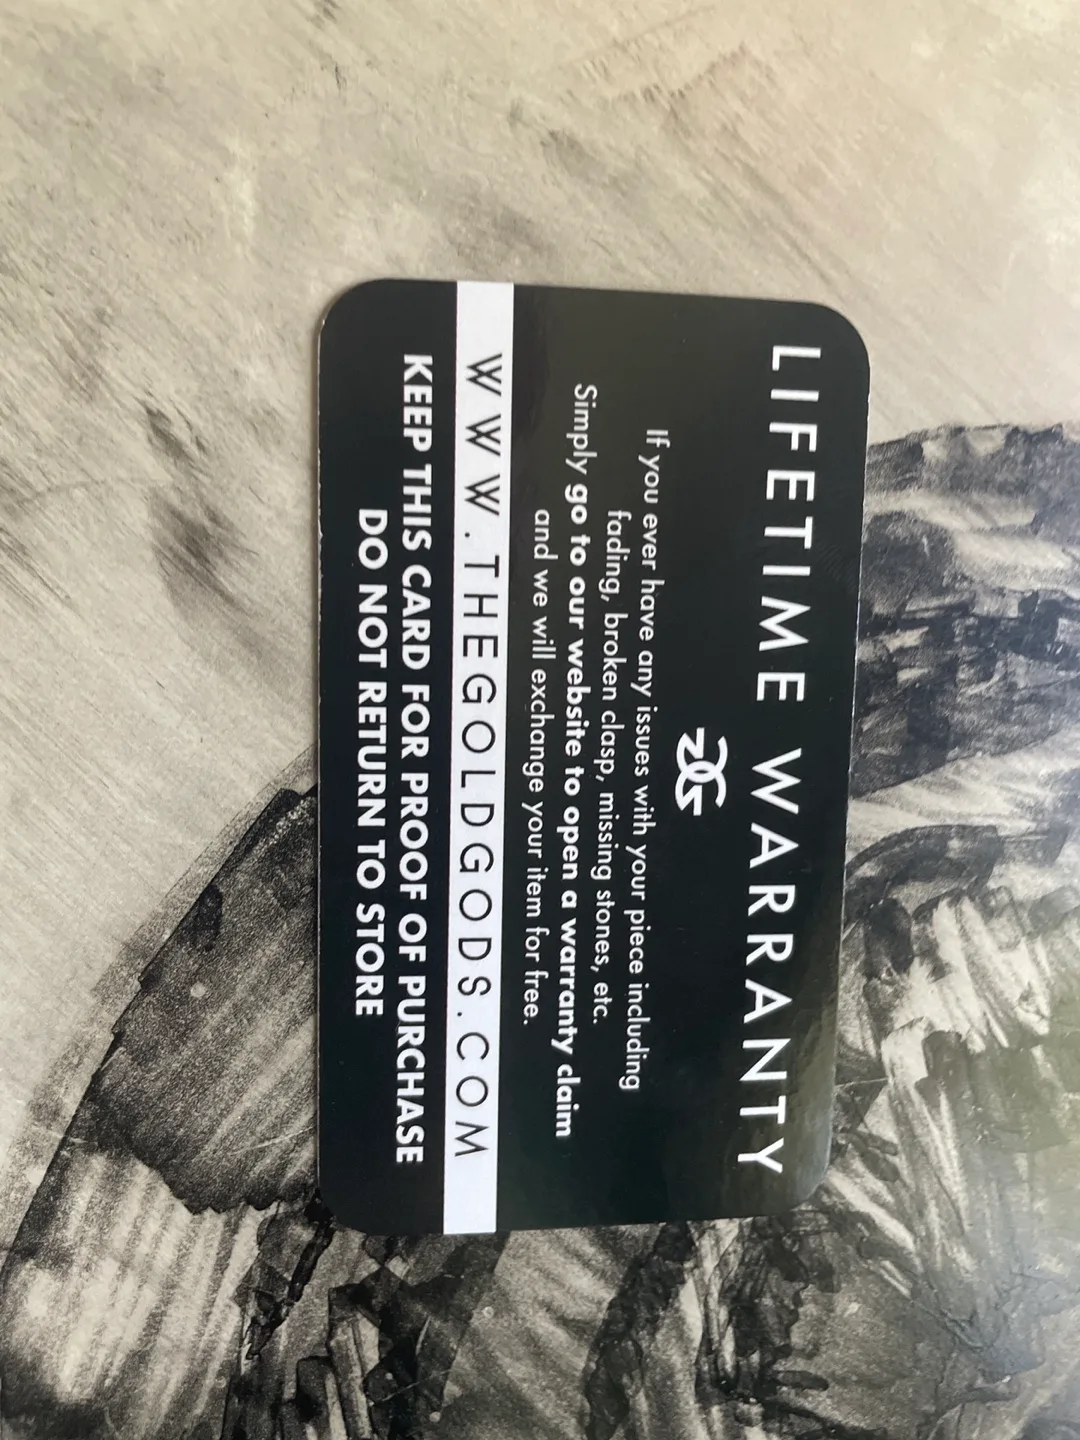 LIFETIME WARRANTY
GG
If you ever have any issues with your piece including
fading, broken clasp, missing stones, etc.
Simply go to our website to open a warranty claim
and we will exchange your item for free.
WWW.THEGOLDGODS.COM
KEEP THIS CARD FOR PROOF OF PURCHASE
DO NOT RETURN TO STORE